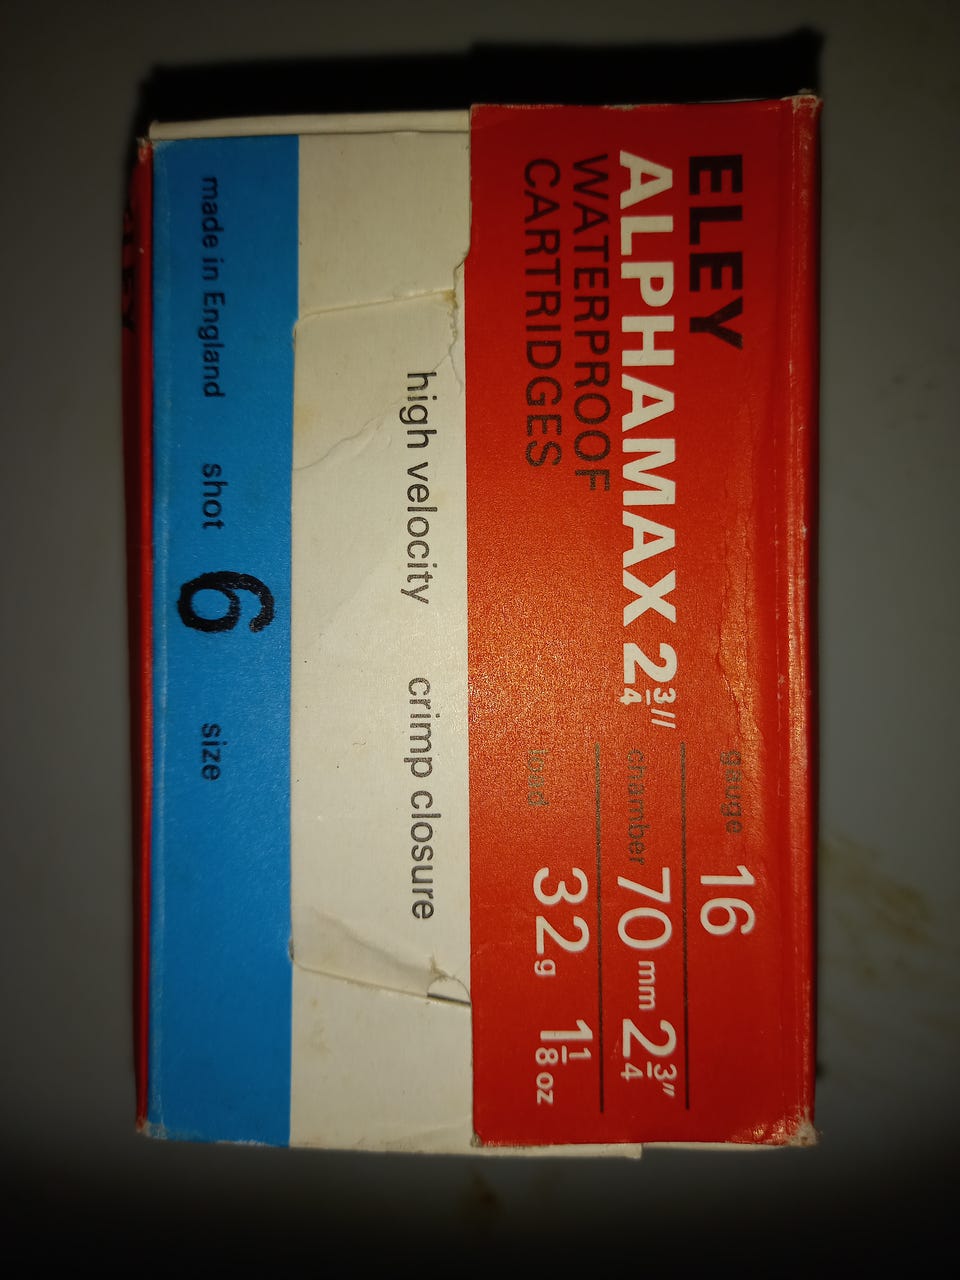 ELEY
ALPHAMAX 2¾"
WATERPROOF
CARTRIDGES
gauge 16
chamber 70 mm 2¾"
load 32 g 1⅛ oz
high velocity crimp closure
made in England shot 6 size